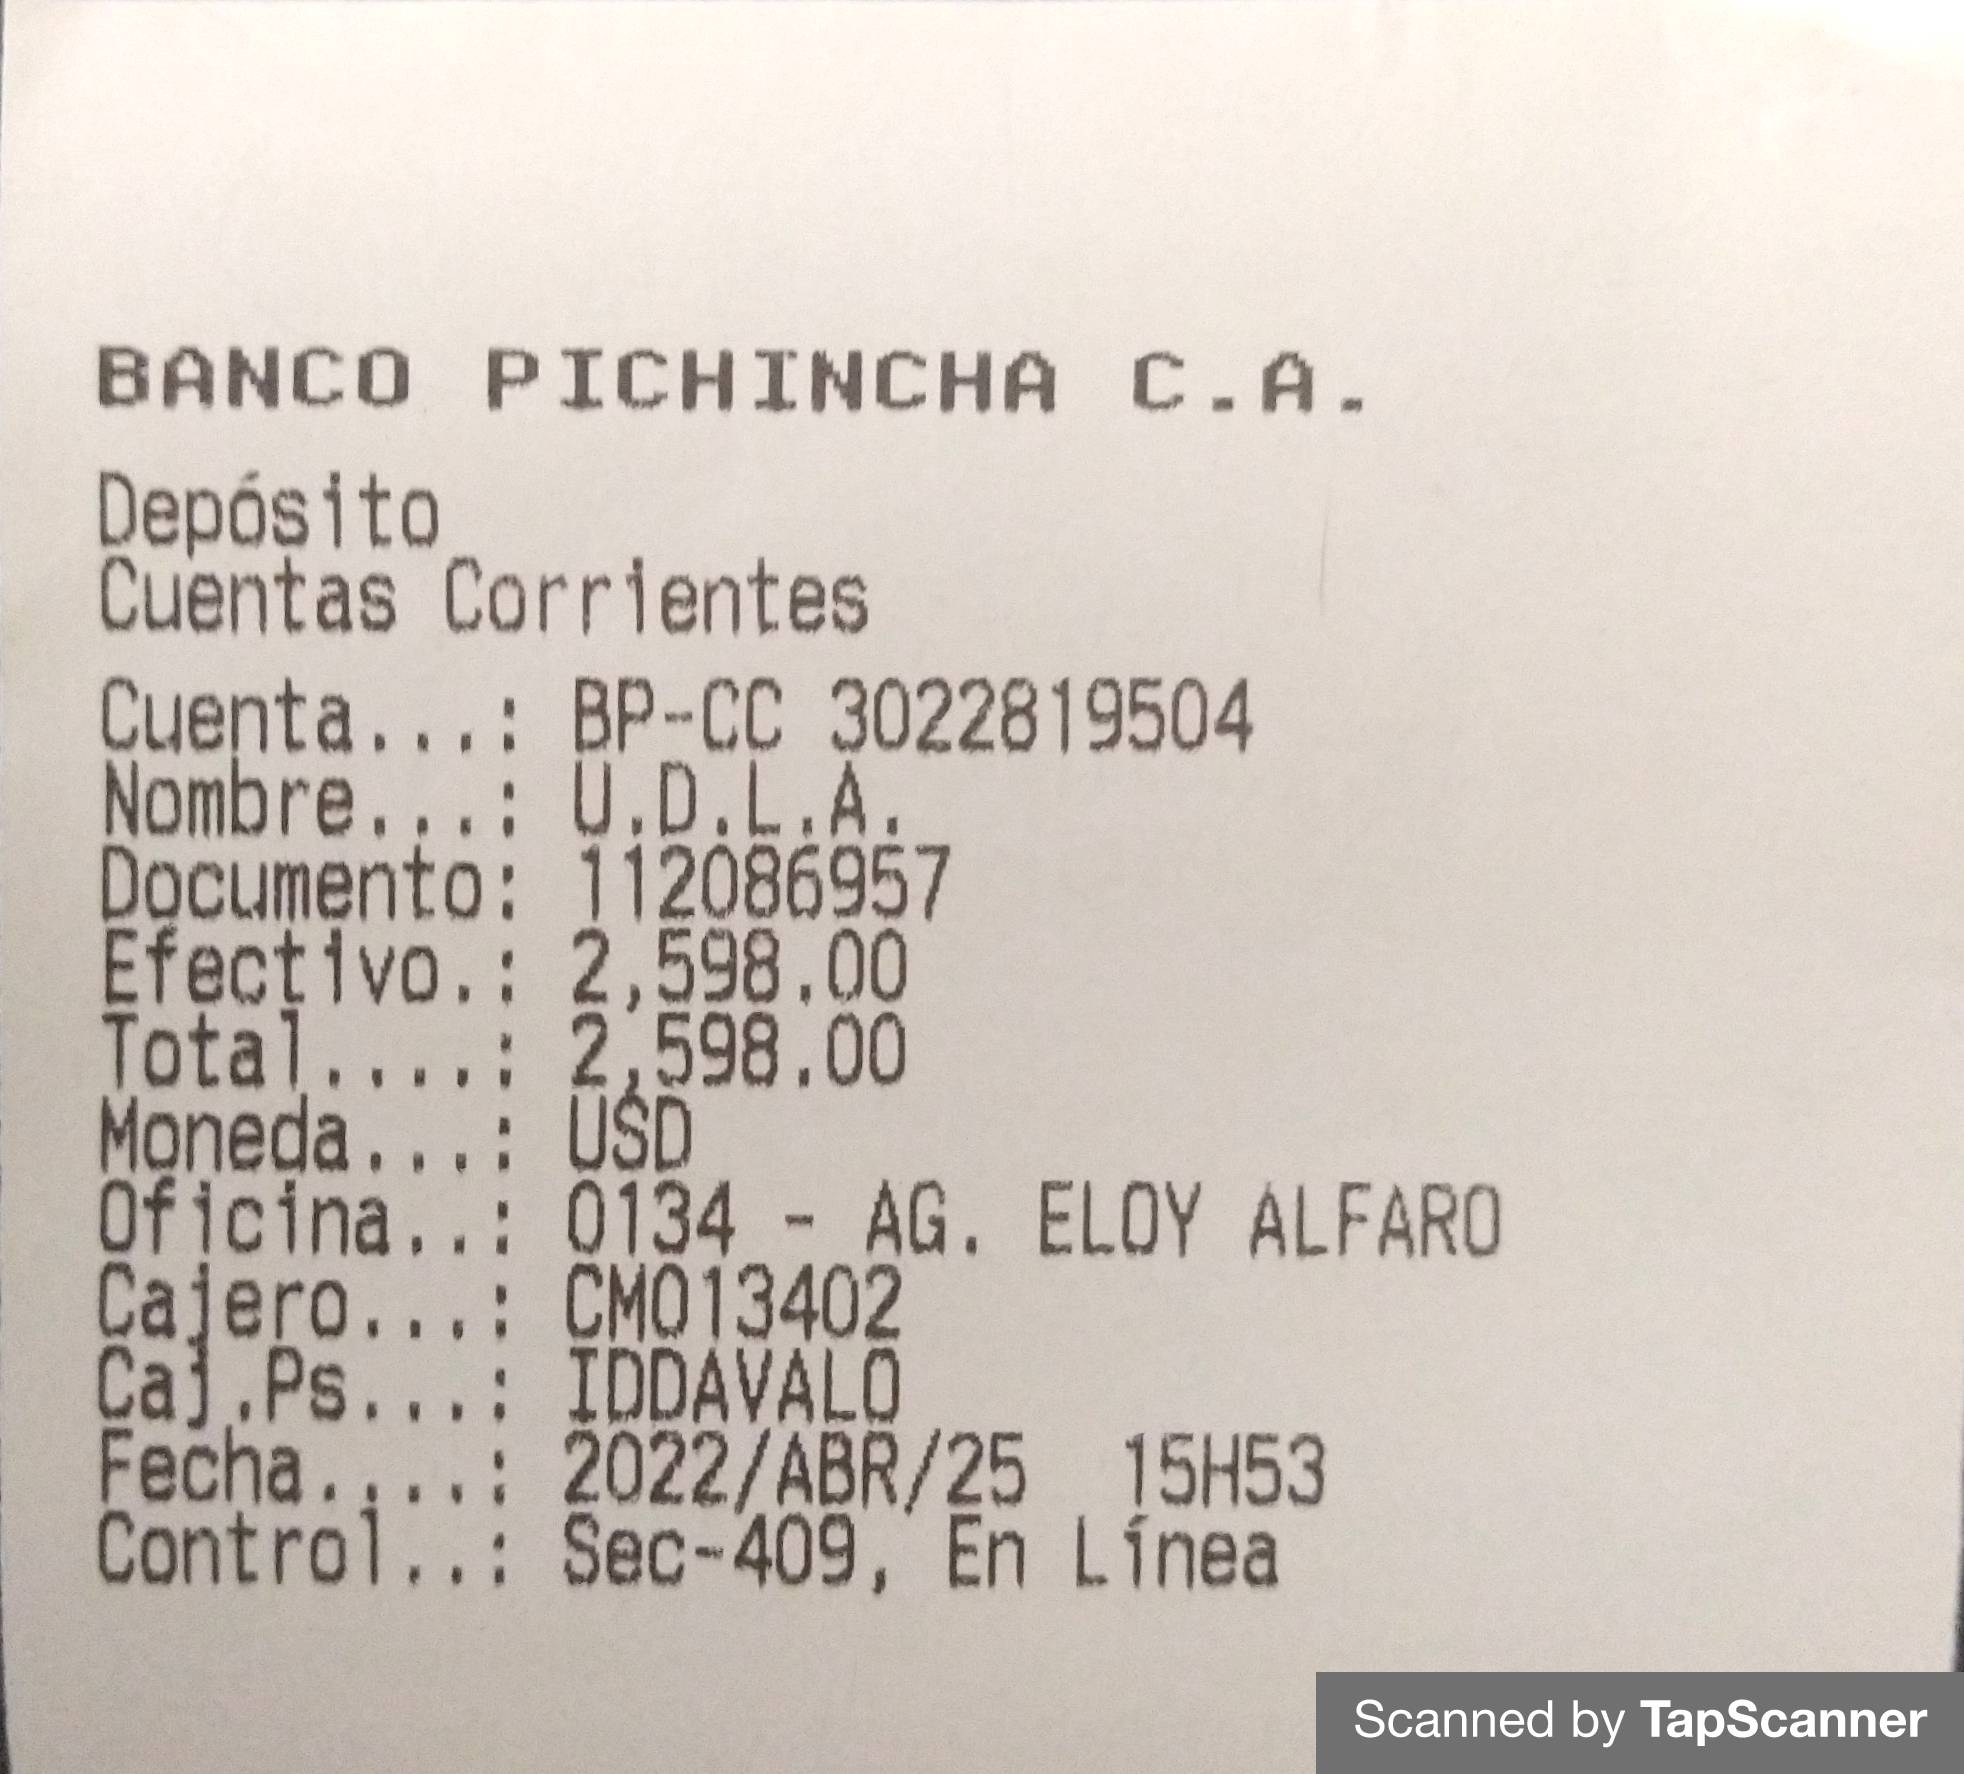 BANCO PICHINCHA C.A.
Depósito
Cuentas Corrientes
Cuenta...: BP-CC 3022819504
Nombre...: U.D.L.A.
Documento: 112086957
Efectivo.: 2,598.00
Total....: 2,598.00
Moneda...: USD
Oficina..: 0134 - AG. ELOY ALFARO
Cajero...: CM013402
Caj.Ps...: IDDAVALO
Fecha....: 2022/ABR/25  15H53
Control..: Sec-409, En Línea
Scanned by TapScanner